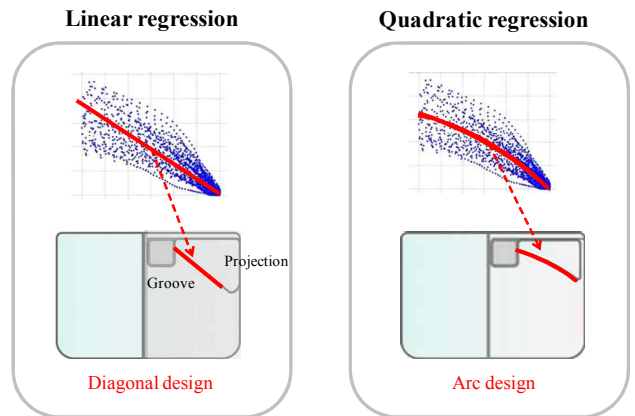 Linear regression
Quadratic regression
Projection
Groove
Diagonal design
Arc design